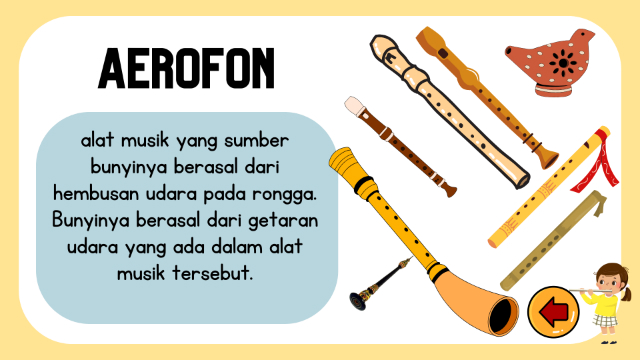 AEROFON
alat musik yang sumber
bunyinya berasal dari
hembusan udara pada rongga.
Bunyinya berasal dari getaran
udara yang ada dalam alat
musik tersebut.